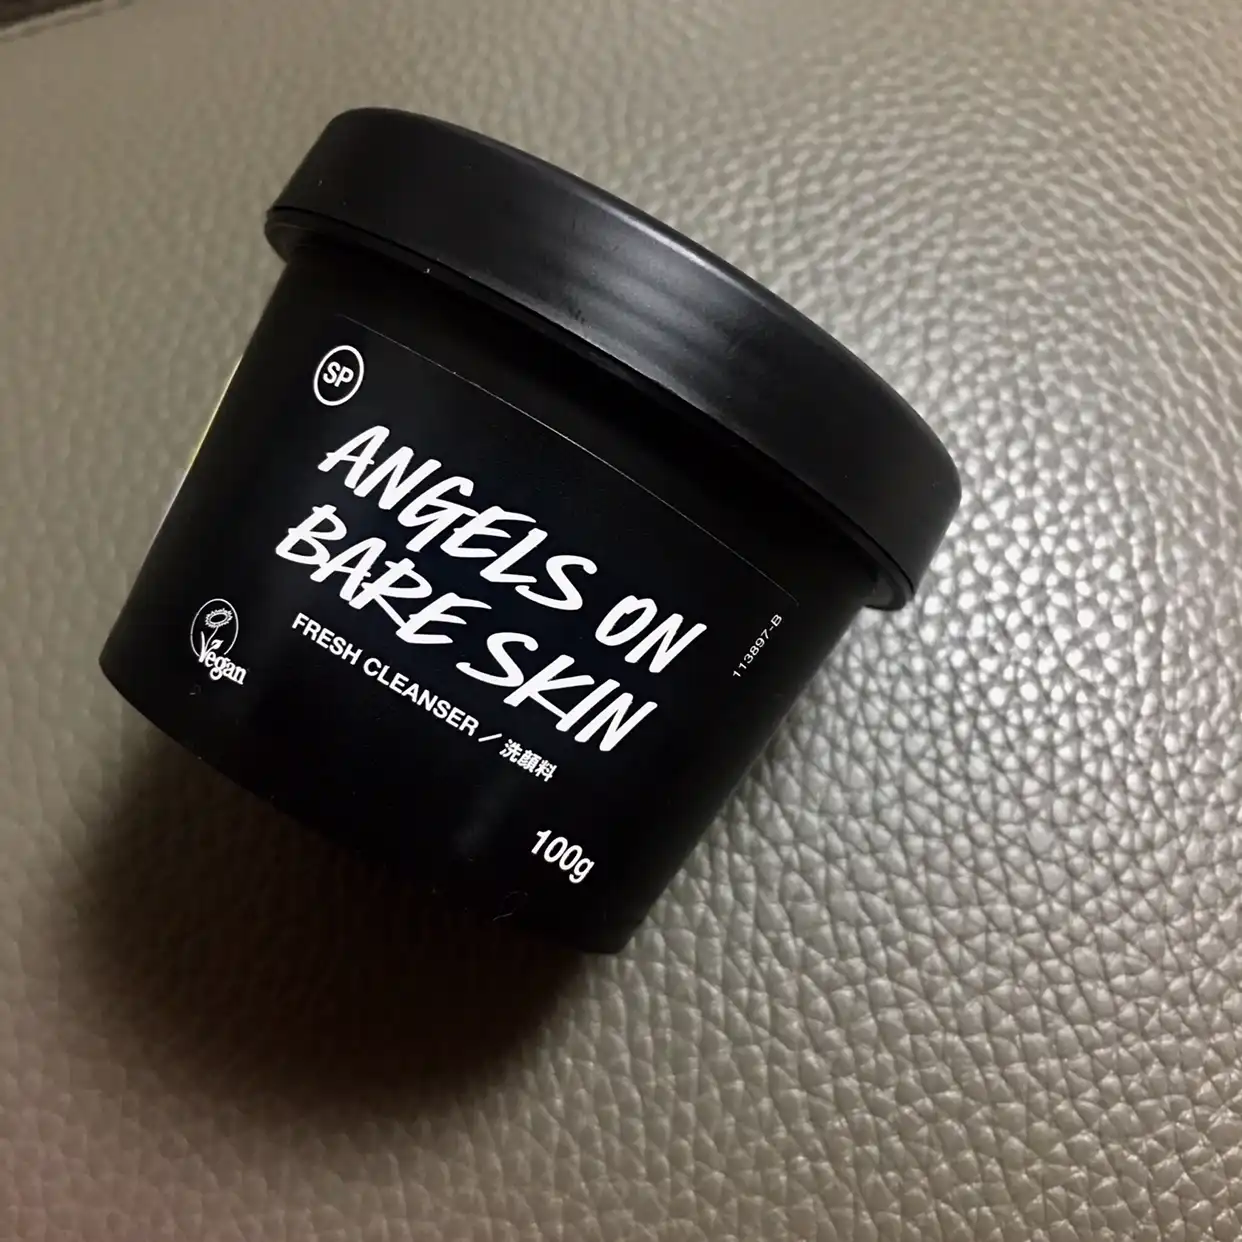 SP
ANGELS ON
BARE SKIN
FRESH CLEANSER / 洗顔料
Vegan
100g
113897-B